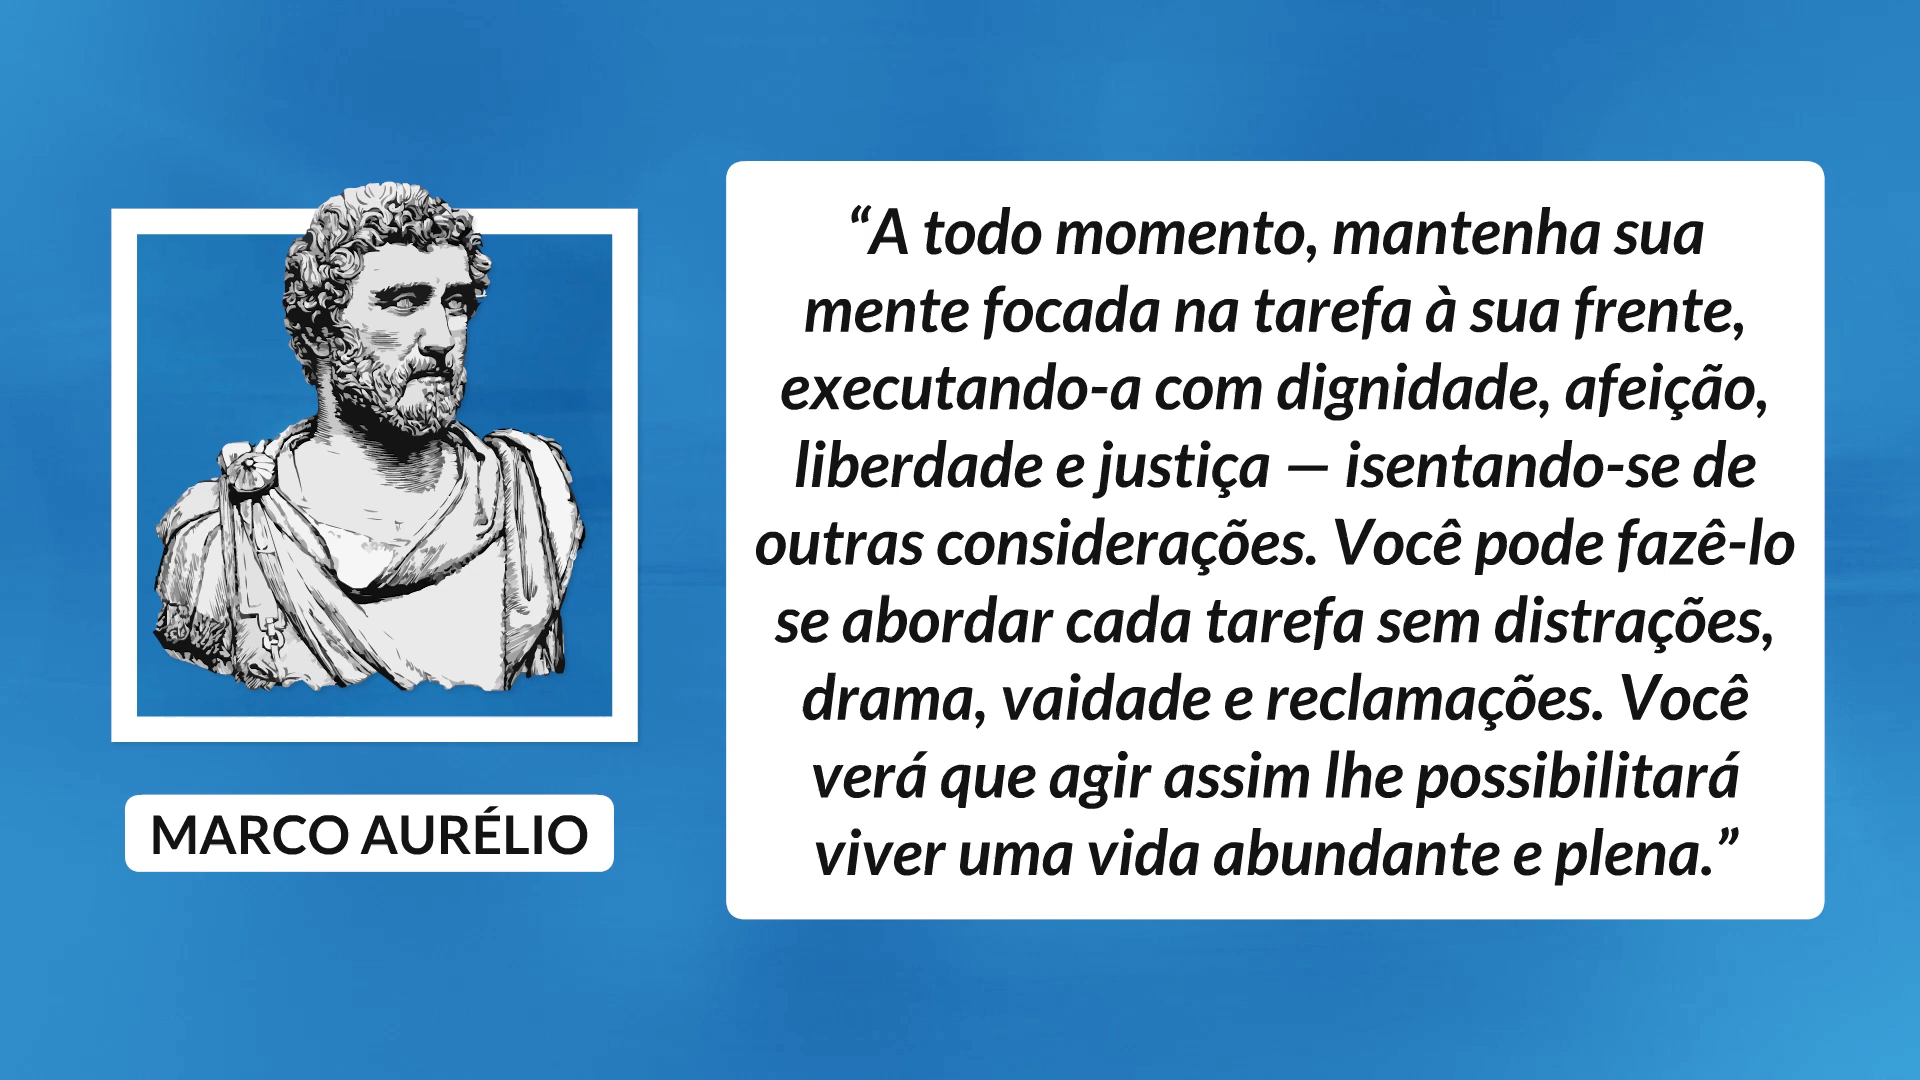 MARCO AURÉLIO
“A todo momento, mantenha sua
mente focada na tarefa à sua frente,
executando-a com dignidade, afeição,
liberdade e justiça — isentando-se de
outras considerações. Você pode fazê-lo
se abordar cada tarefa sem distrações,
drama, vaidade e reclamações. Você
verá que agir assim lhe possibilitará
viver uma vida abundante e plena.”